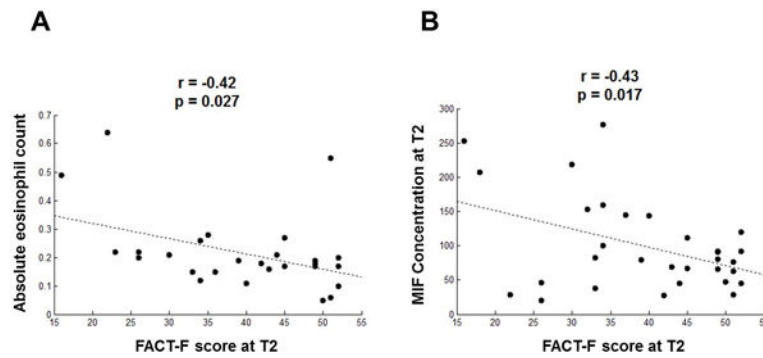 A
r = -0.42
p = 0.027
Absolute eosinophil count
0.7
0.6
0.5
0.4
0.3
0.2
0.1
0
15 20 25 30 35 40 45 50 55
FACT-F score at T2
B
r = -0.43
p = 0.017
MIF Concentration at T2
300
250
200
150
100
50
0
15 20 25 30 35 40 45 50 55
FACT-F score at T2